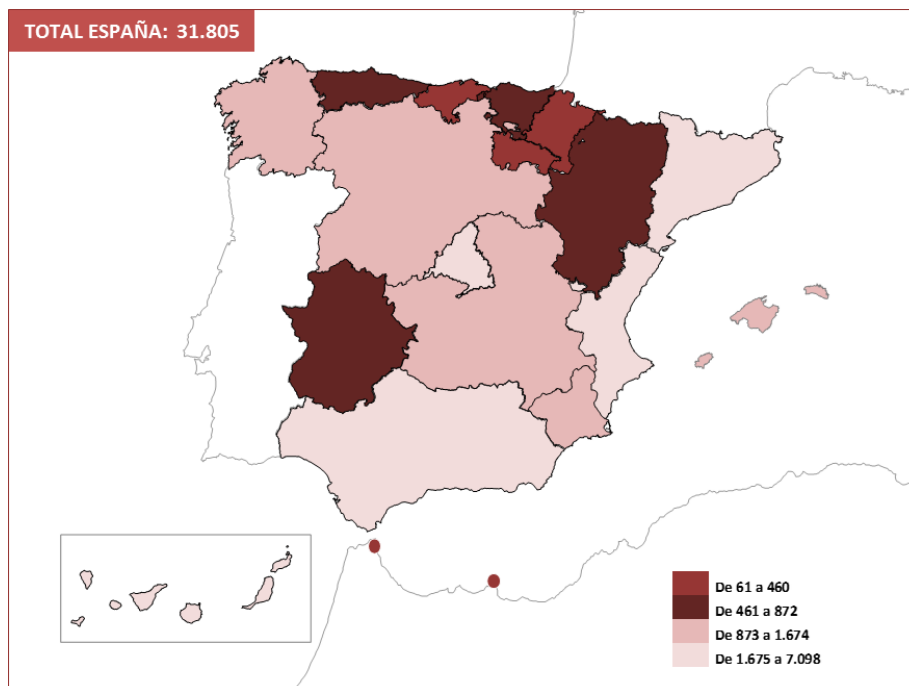 TOTAL ESPAÑA: 31.805
De 61 a 460
De 461 a 872
De 873 a 1.674
De 1.675 a 7.098